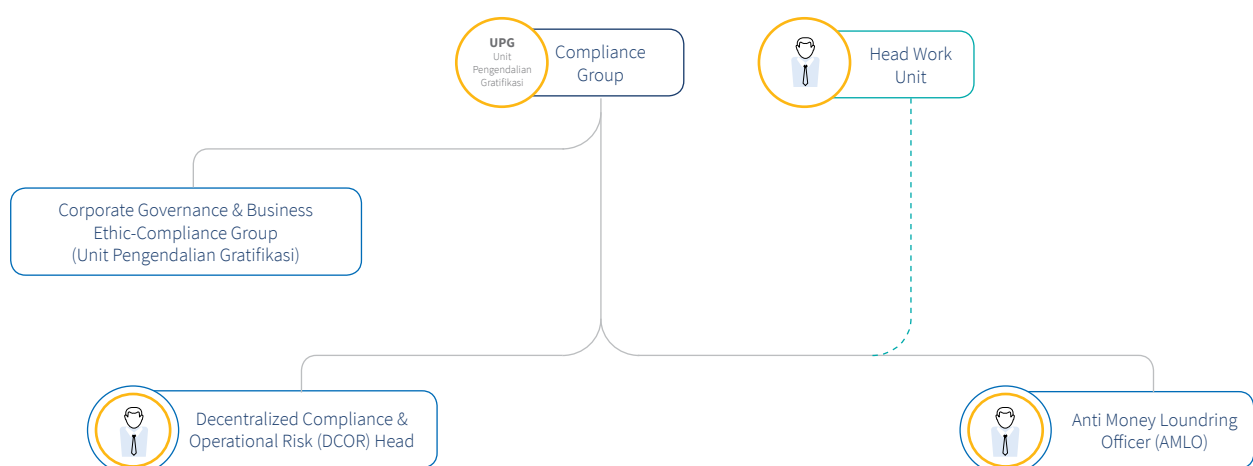 UPG
Unit
Pengendalian
Gratifikasi
Compliance
Group
Head Work
Unit
Corporate Governance & Business
Ethic-Compliance Group
(Unit Pengendalian Gratifikasi)
Decentralized Compliance &
Operational Risk (DCOR) Head
Anti Money Loundring
Officer (AMLO)